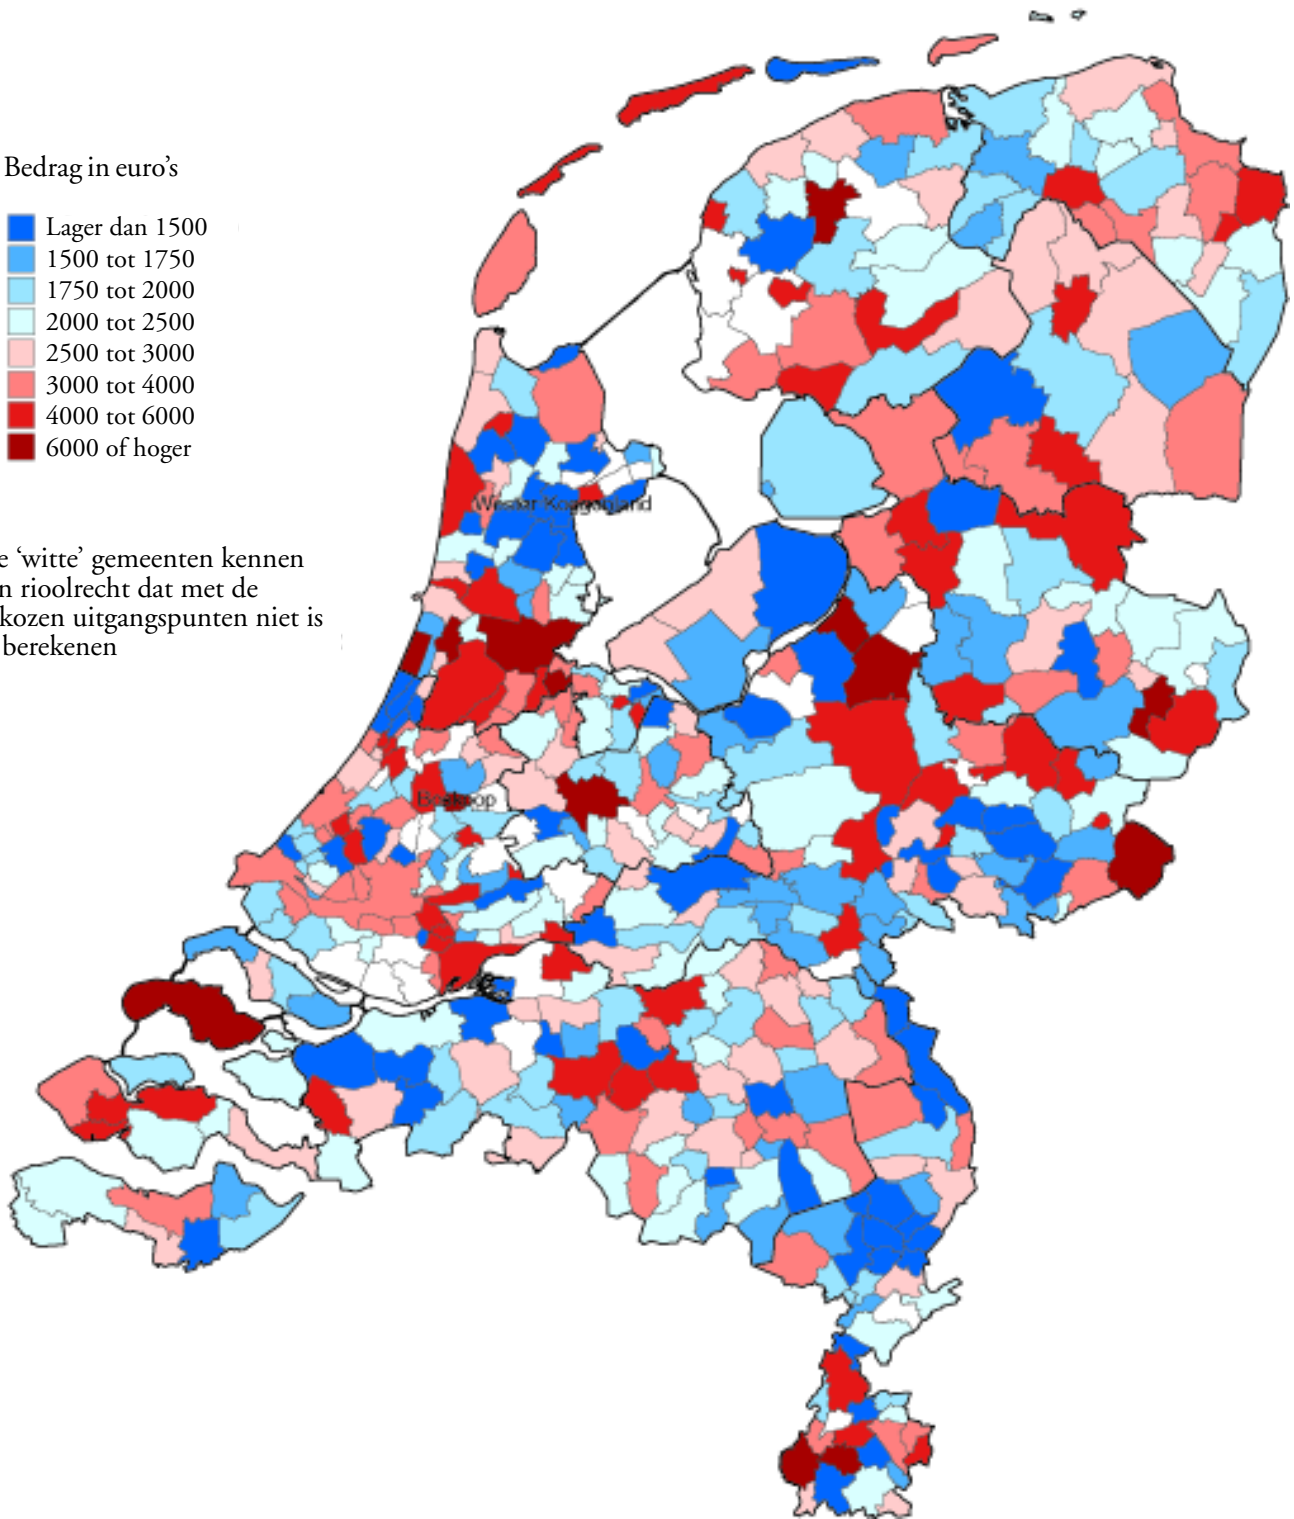 Bedrag in euro’s
Lager dan 1500
1500 tot 1750
1750 tot 2000
2000 tot 2500
2500 tot 3000
3000 tot 4000
4000 tot 6000
6000 of hoger
e ‘witte’ gemeenten kennen
n rioolrecht dat met de
kozen uitgangspunten niet is
berekenen